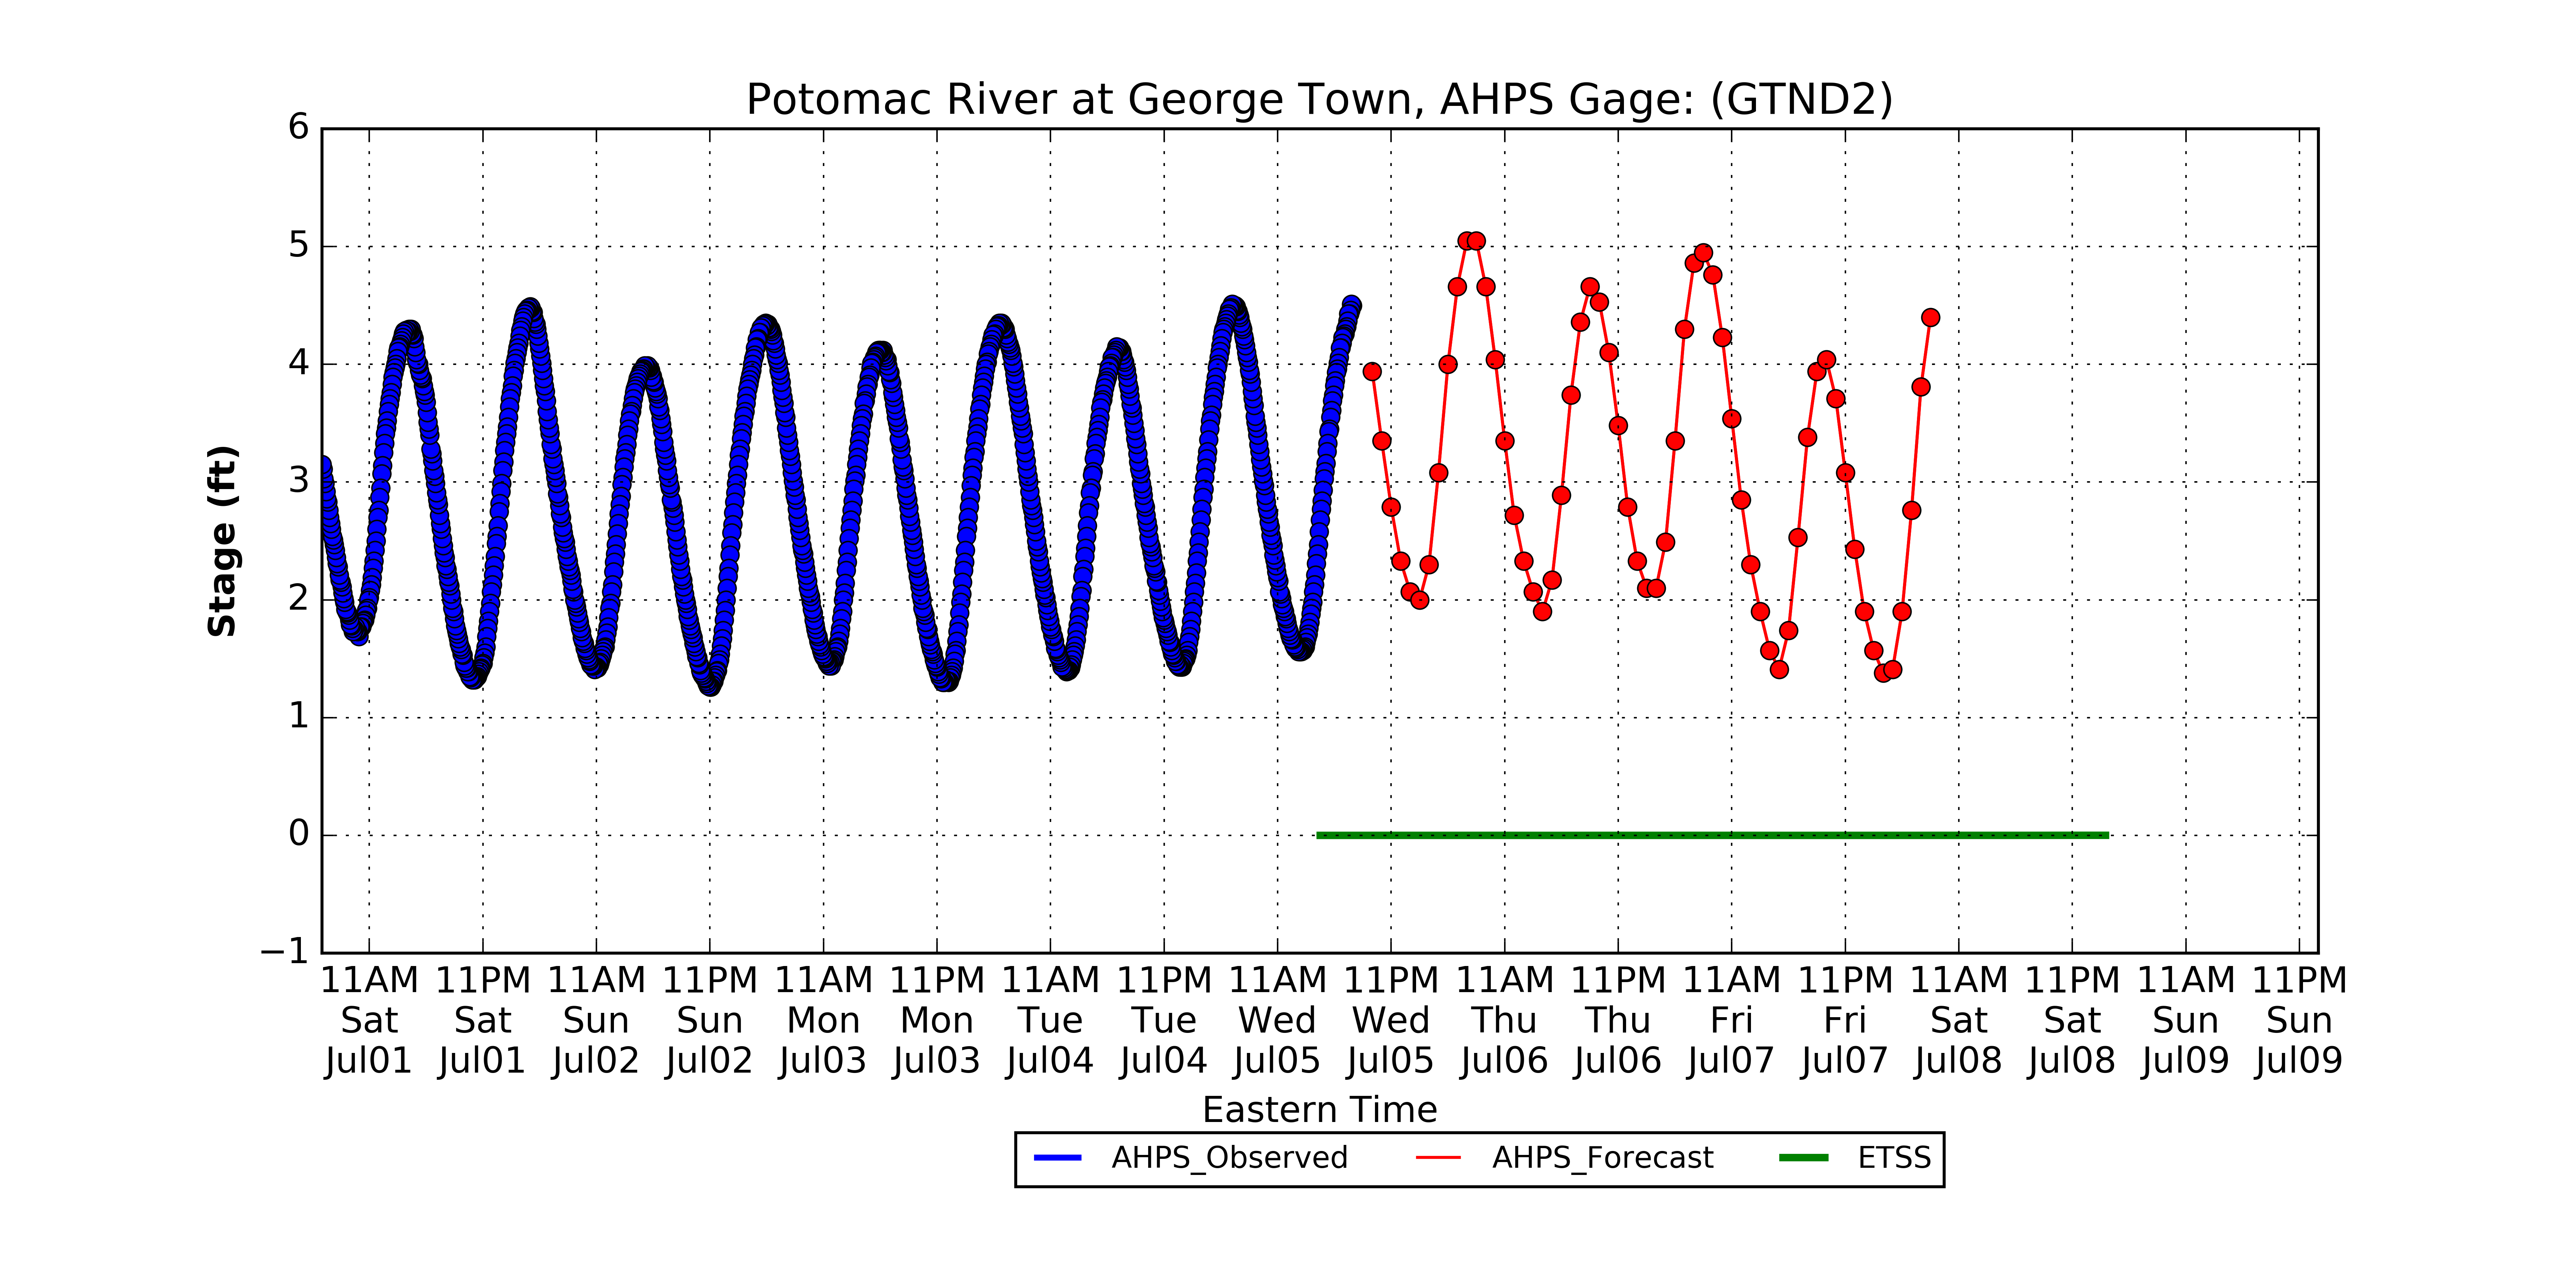 Potomac River at George Town, AHPS Gage: (GTND2)
6
5
4
3
2
1
0
−1
Stage (ft)
11AM 11PM 11AM 11PM 11AM 11PM 11AM 11PM 11AM 11PM 11AM 11PM 11AM 11PM 11AM 11PM 11AM 11PM
Sat Sat Sun Sun Mon Mon Tue Tue Wed Wed Thu Thu Fri Fri Sat Sat Sun Sun
Jul01 Jul01 Jul02 Jul02 Jul03 Jul03 Jul04 Jul04 Jul05 Jul05 Jul06 Jul06 Jul07 Jul07 Jul08 Jul08 Jul09 Jul09
Eastern Time
AHPS_Observed AHPS_Forecast ETSS